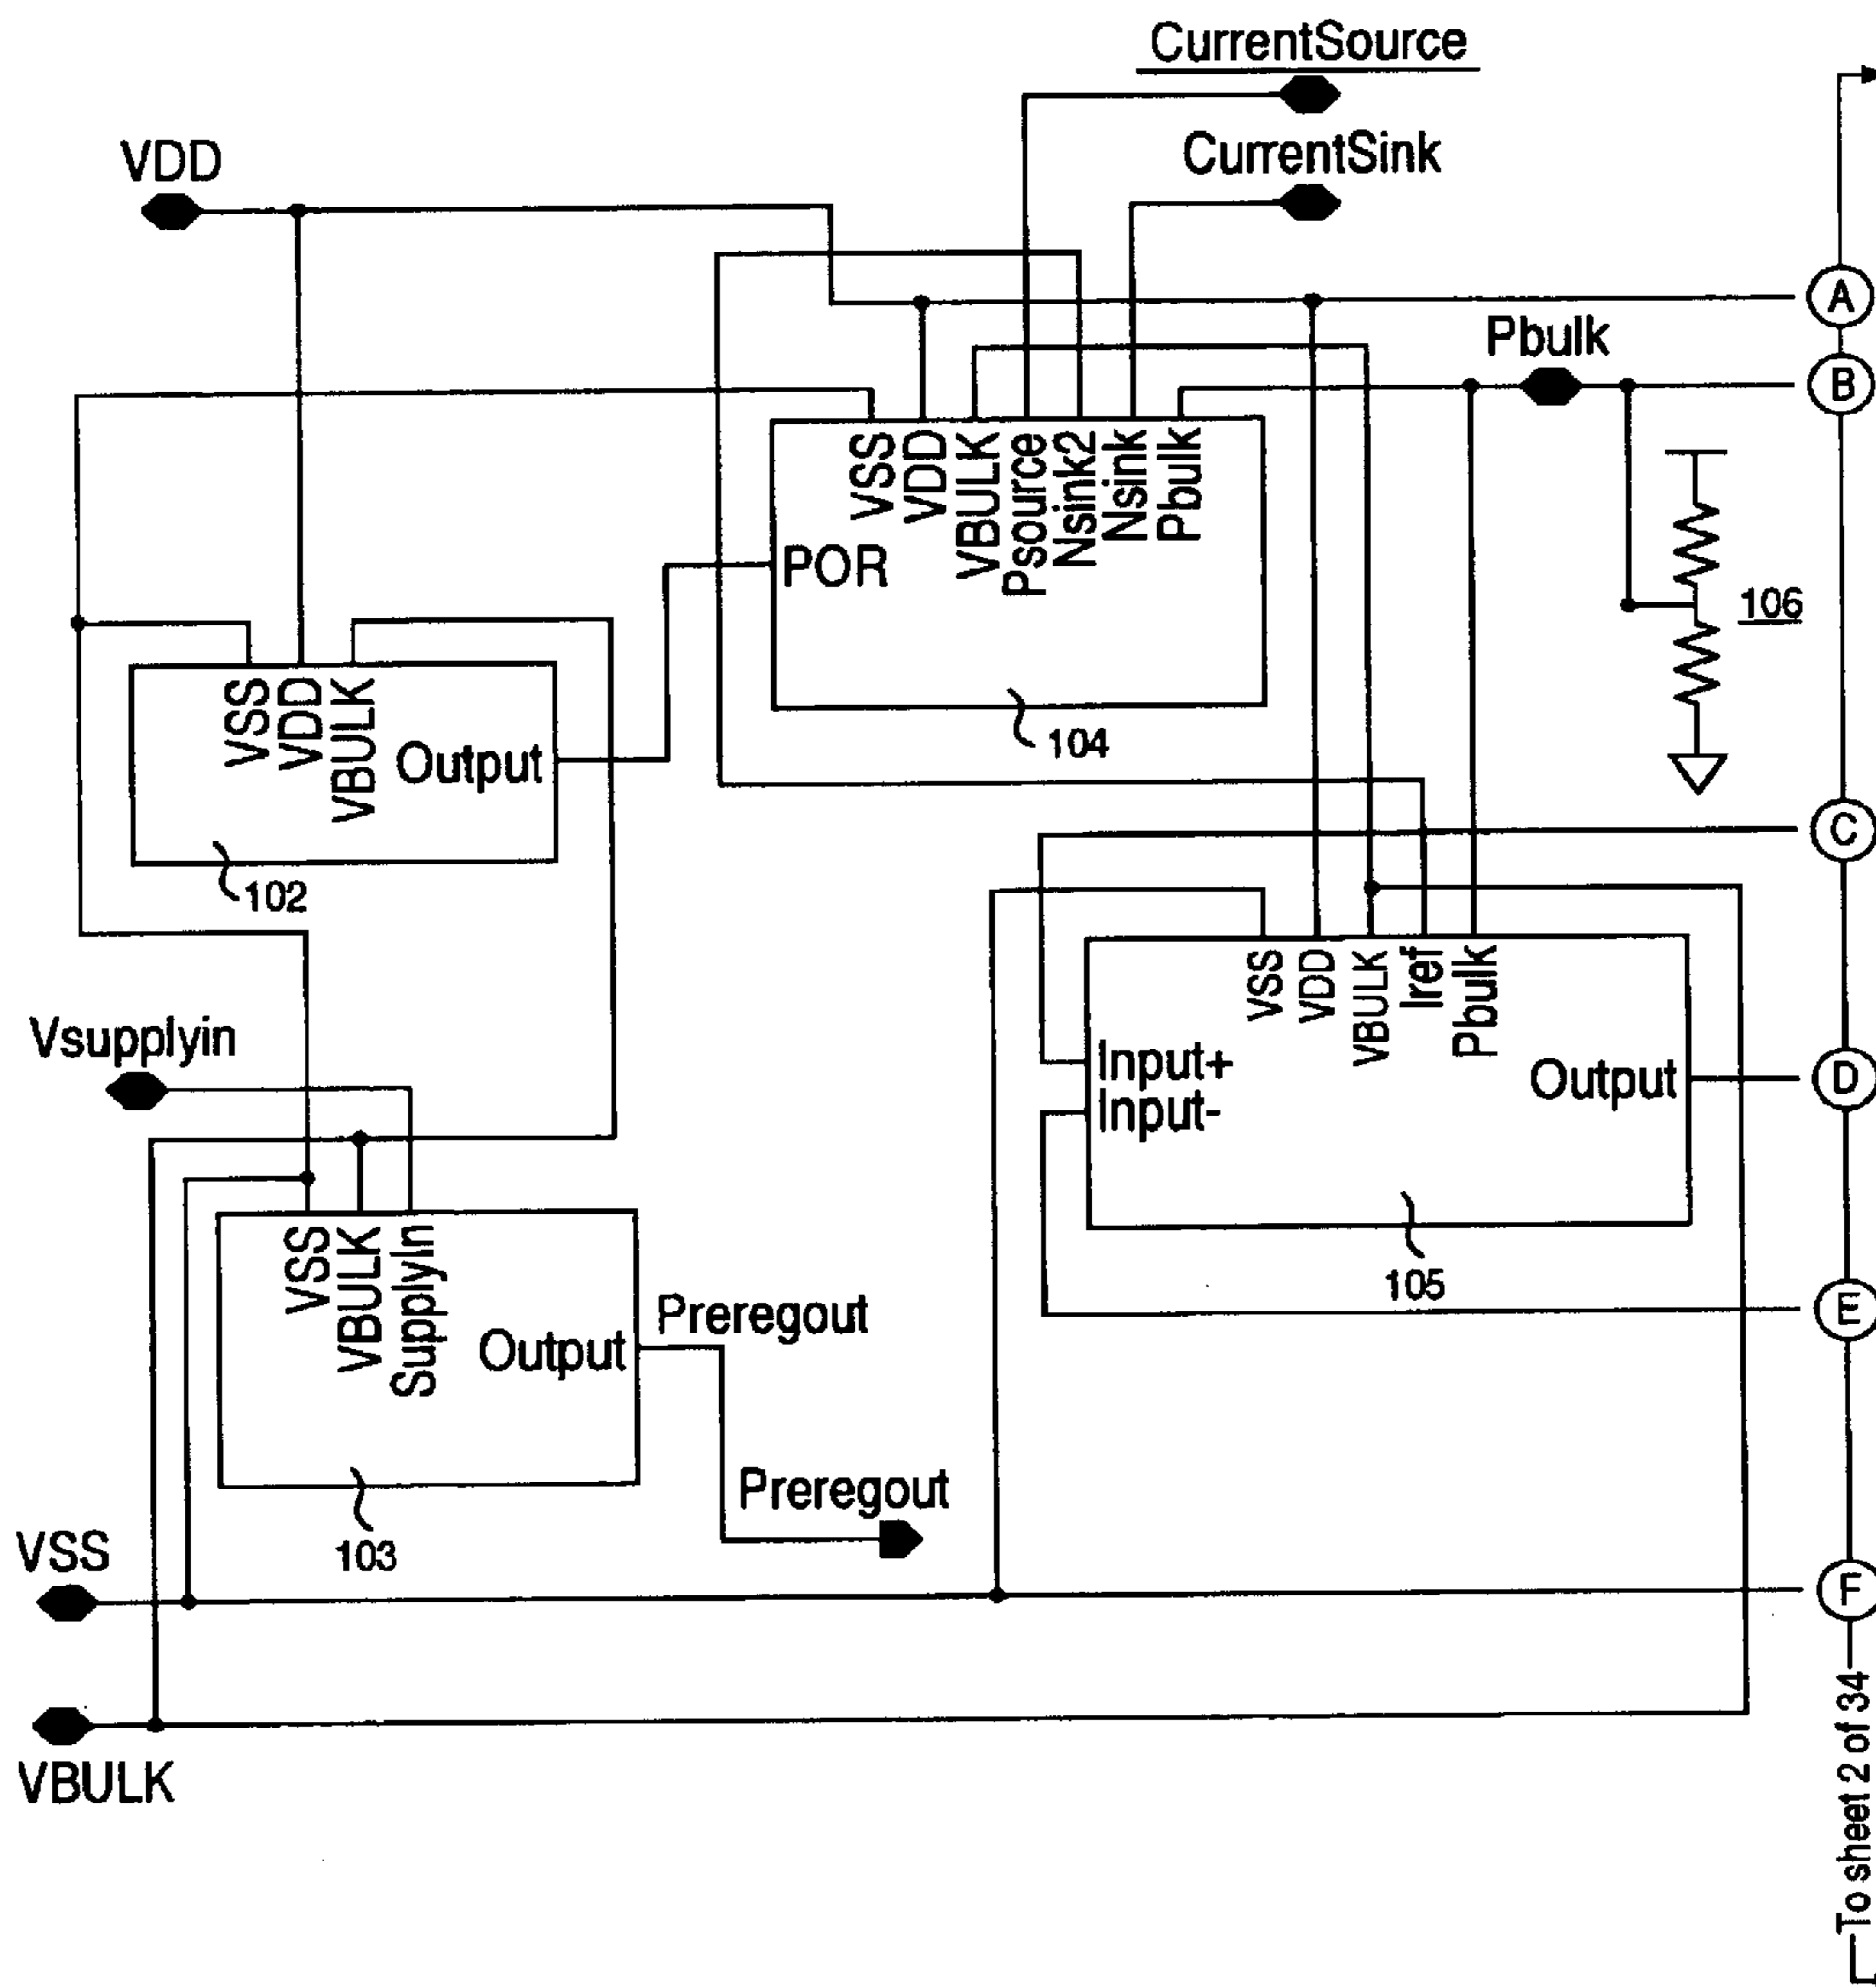 CurrentSource
CurrentSink
VDD
A
Pbulk
B
VSS
VDD
VBULK
Psource
Nsink2
Nsink
Pbulk
POR
106
104
VSS
VDD
VBULK
Output
102
C
VSS
VDD
VBULK
Iref
Pbulk
Input+
Input-
Output
D
105
Vsupplyin
VSS
VBULK
SupplyIn
Output
Preregout
E
Preregout
103
VSS
F
VBULK
To sheet 2 of 34